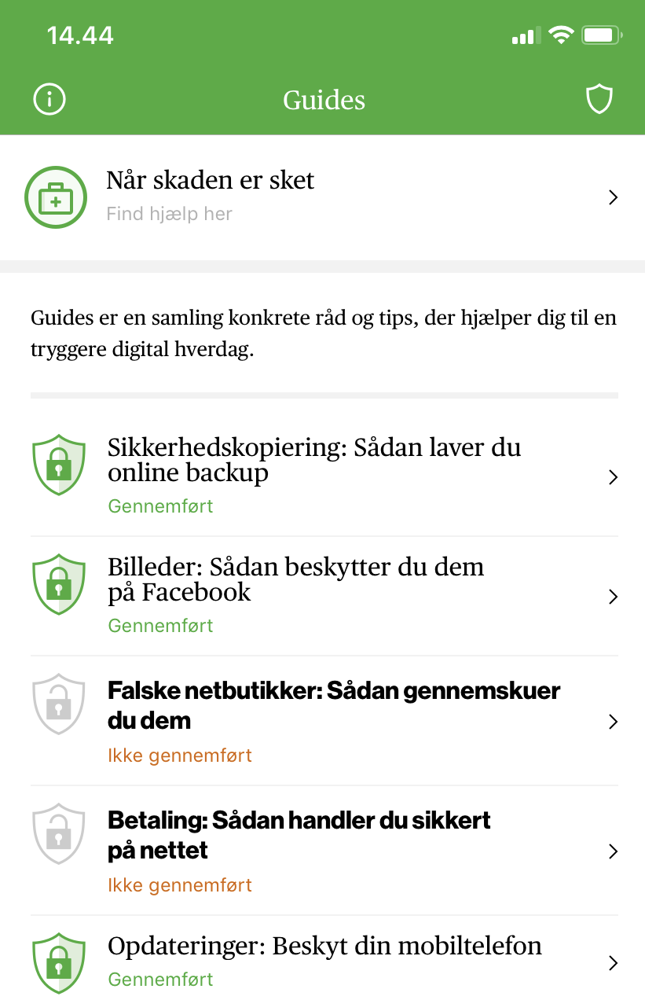 14.44
Guides
Når skaden er sket
Find hjælp her
Guides er en samling konkrete råd og tips, der hjælper dig til en
tryggere digital hverdag.
Sikkerhedskopiering: Sådan laver du
online backup
Gennemført
Billeder: Sådan beskytter du dem
på Facebook
Gennemført
Falske netbutikker: Sådan gennemskuer
du dem
Ikke gennemført
Betaling: Sådan handler du sikkert
på nettet
Ikke gennemført
Opdateringer: Beskyt din mobiltelefon
Gennemført